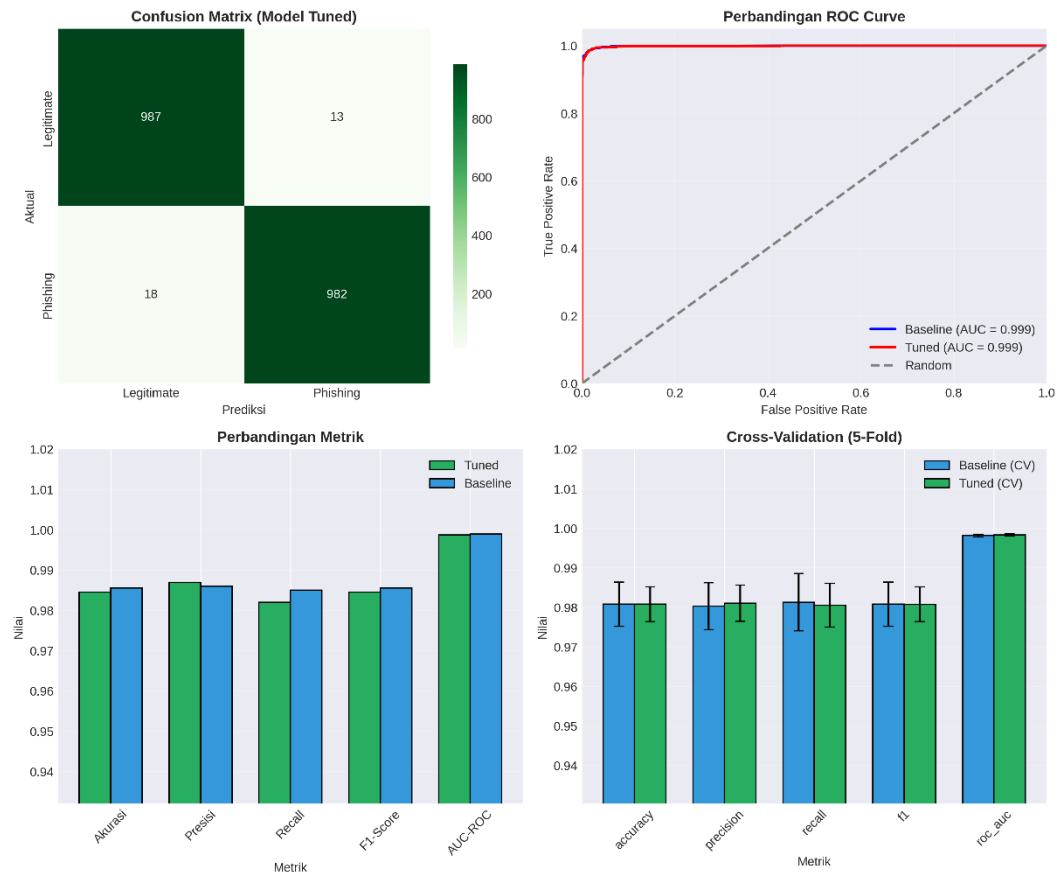 Confusion Matrix (Model Tuned)
Legitimate
Phishing
Aktual
987
13
18
982
Legitimate
Phishing
Prediksi
800
600
400
200
Perbandingan ROC Curve
True Positive Rate
1.0
0.8
0.6
0.4
0.2
0.0
Baseline (AUC = 0.999)
Tuned (AUC = 0.999)
Random
0.0
0.2
0.4
0.6
0.8
1.0
False Positive Rate
Perbandingan Metrik
Nilai
1.02
1.01
1.00
0.99
0.98
0.97
0.96
0.95
0.94
Tuned
Baseline
Akurasi
Presisi
Recall
F1-Score
AUC-ROC
Metrik
Cross-Validation (5-Fold)
Nilai
1.02
1.01
1.00
0.99
0.98
0.97
0.96
0.95
0.94
Baseline (CV)
Tuned (CV)
accuracy
precision
recall
f1
roc_auc
Metrik